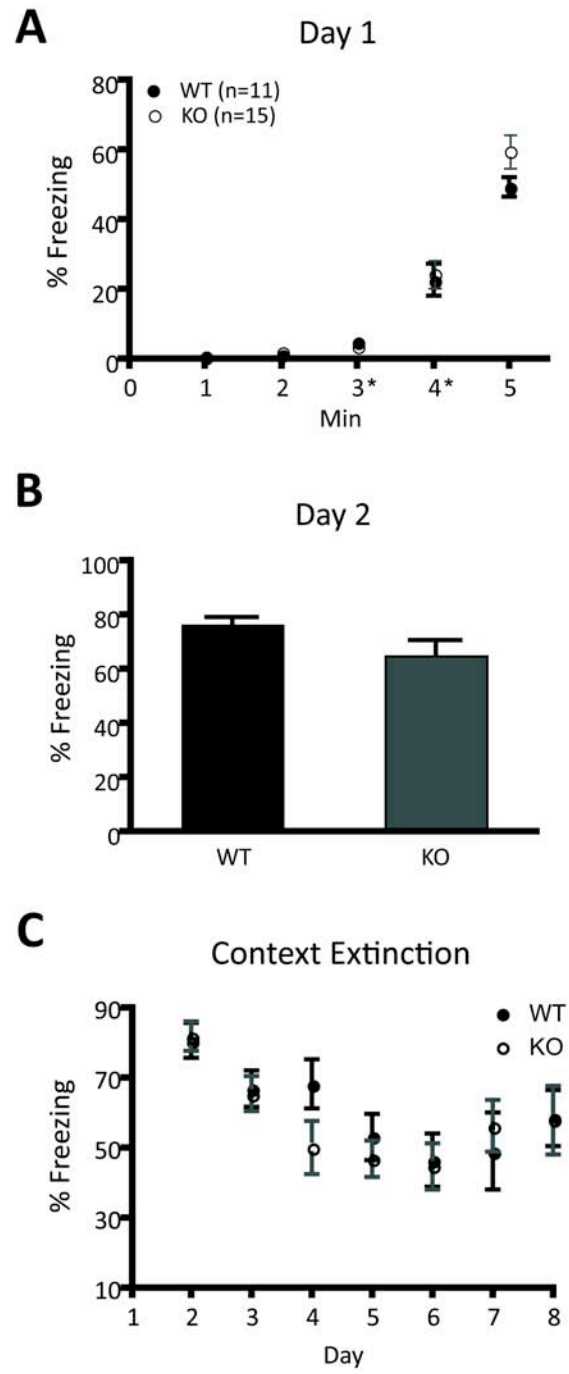 A
Day 1
WT (n=11)
KO (n=15)
% Freezing
80
60
40
20
0
0 1 2 3* 4* 5
Min
B
Day 2
% Freezing
100
80
60
40
20
0
WT KO
C
Context Extinction
WT
KO
% Freezing
90
70
50
30
10
1 2 3 4 5 6 7 8
Day